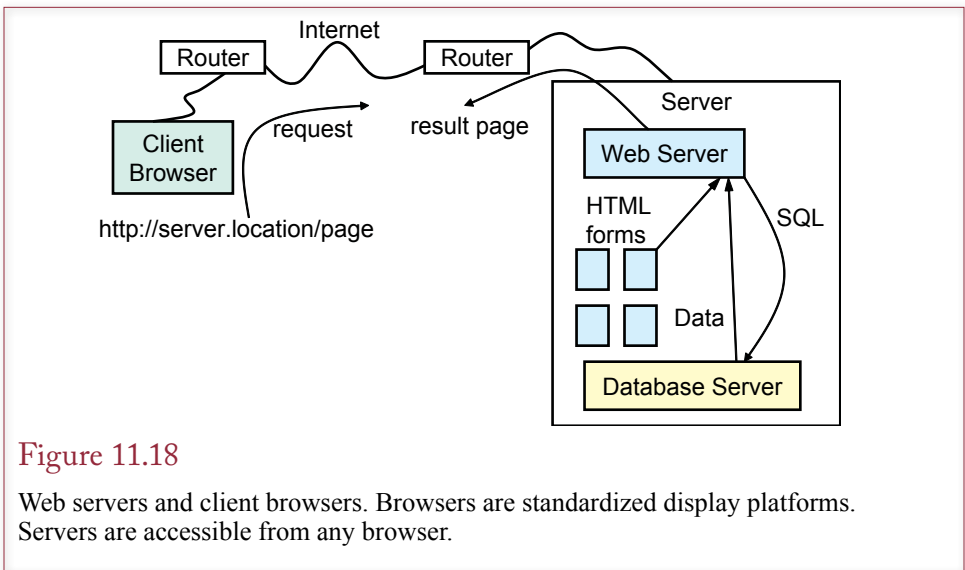 Internet
Router
Router
Server
request
result page
Client
Browser
Web Server
http://server.location/page
HTML
forms
SQL
Data
Database Server
Figure 11.18
Web servers and client browsers. Browsers are standardized display platforms.
Servers are accessible from any browser.